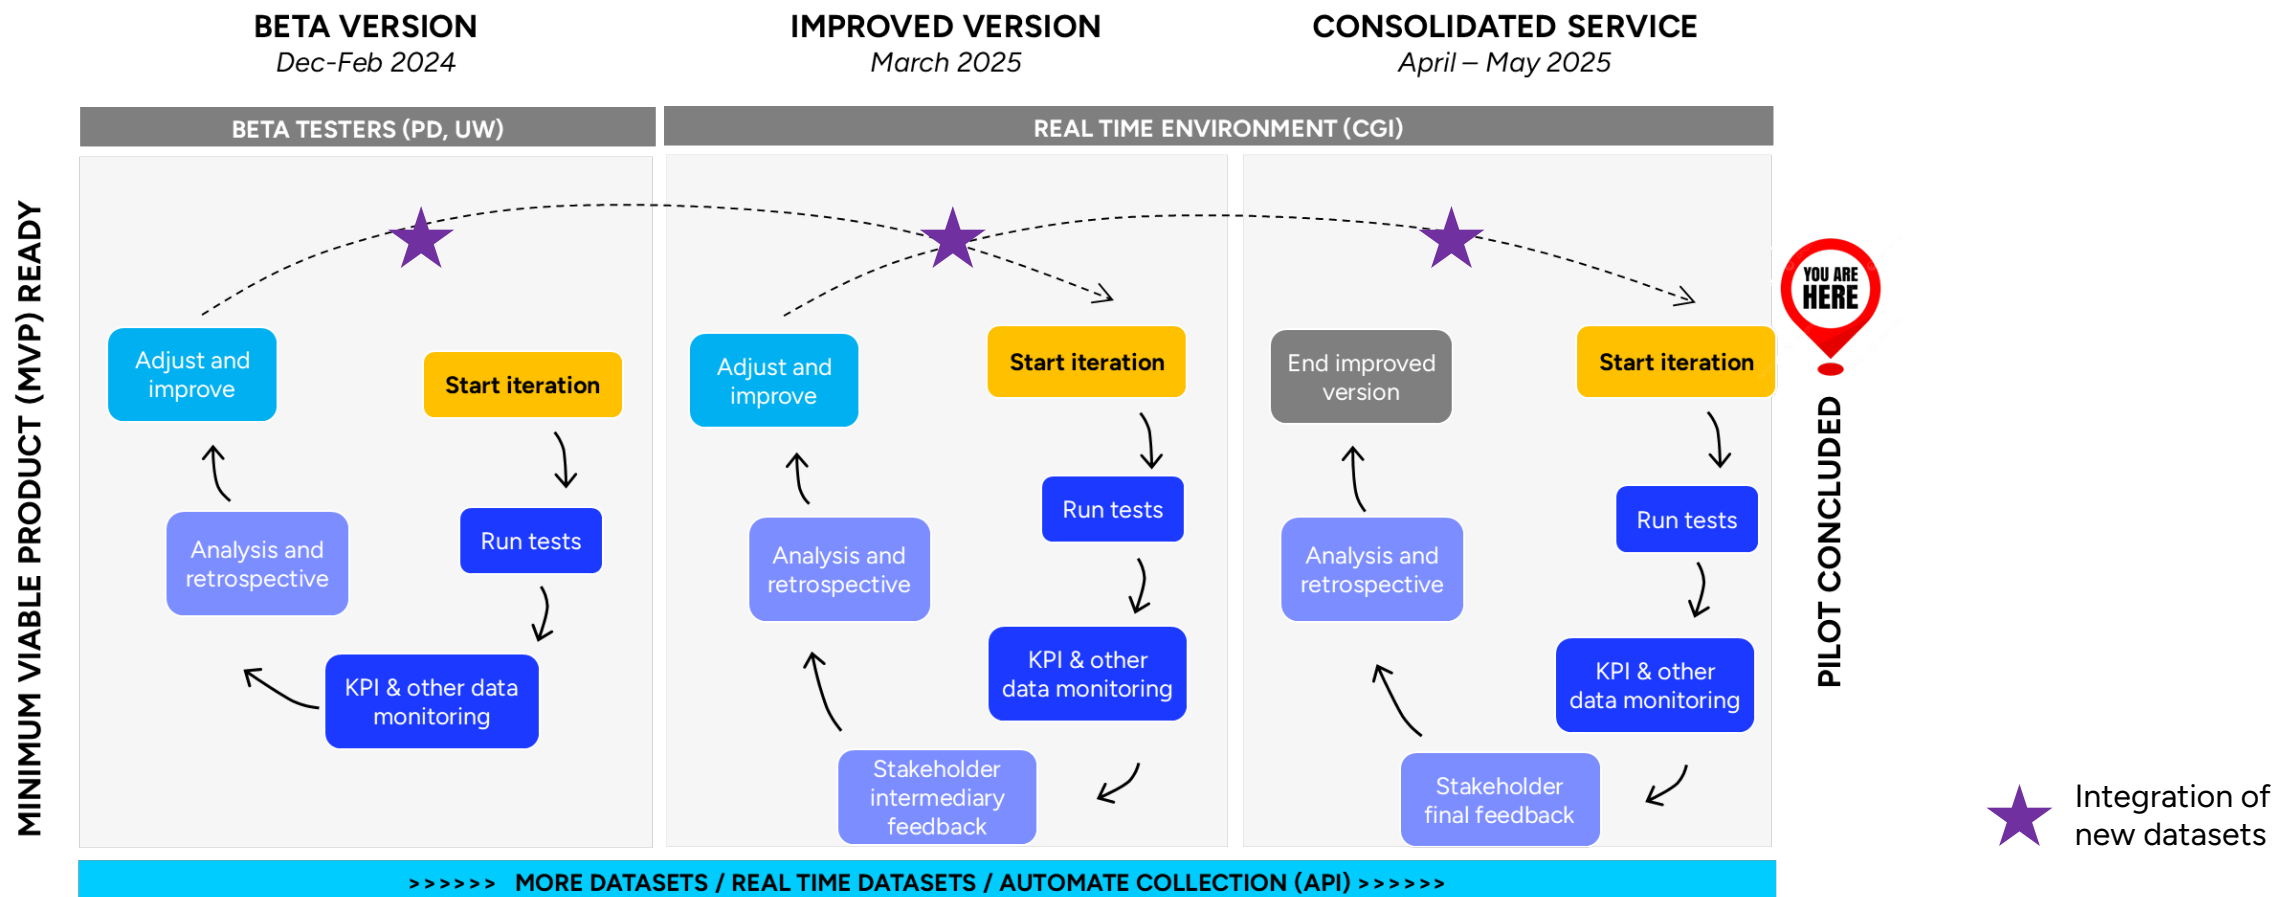 BETA VERSION
Dec-Feb 2024
IMPROVED VERSION
March 2025
CONSOLIDATED SERVICE
April – May 2025
BETA TESTERS (PD, UW)
REAL TIME ENVIRONMENT (CGI)
MINIMUM VIABLE PRODUCT (MVP) READY
Adjust and
improve
Start iteration
Analysis and
retrospective
Run tests
KPI & other data
monitoring
Adjust and
improve
Start iteration
Analysis and
retrospective
Run tests
KPI & other
data monitoring
Stakeholder
intermediary
feedback
End improved
version
Start iteration
Analysis and
retrospective
Run tests
KPI & other
data monitoring
Stakeholder
final feedback
YOU ARE
HERE
PILOT CONCLUDED
Integration of
new datasets
>>>>>> MORE DATASETS / REAL TIME DATASETS / AUTOMATE COLLECTION (API) >>>>>>